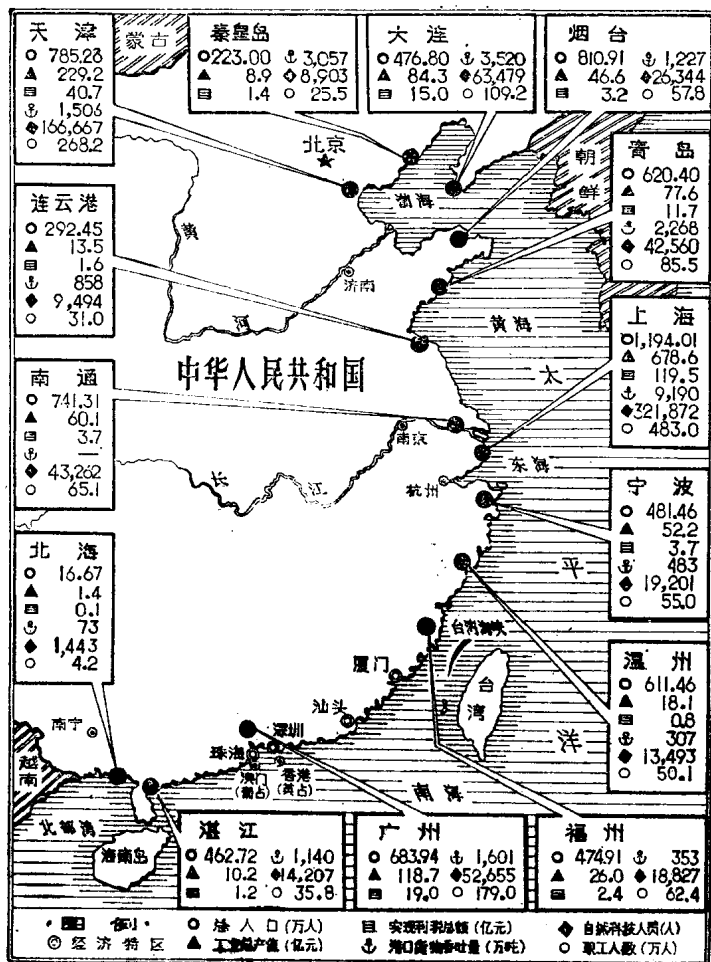 天津
785.28
229.2
40.7
1,506
166,667
268.2
蒙古
秦皇岛
223.00 3,057
8.9 8,903
1.4 25.5
大连
476.80 3,520
84.3 63,479
15.0 109.2
烟台
810.91 1,227
46.6 26,344
3.2 57.8
北京
渤海
朝鲜
青岛
620.40
77.6
11.7
2,268
42,560
85.5
连云港
292.45
13.5
1.6
858
9,494
31.0
黄
河
济南
黄海
上海
1,194.01
678.6
119.5
9,190
321,872
483.0
中华人民共和国
太
南通
741.31
60.1
3.7
—
43,262
65.1
南京
长
江
杭州
东海
宁波
481.46
52.2
3.7
483
19,201
55.0
平
北海
16.67
1.4
0.1
73
1,443
4.2
台湾海峡
厦门
台湾
温州
611.46
18.1
0.8
307
13,493
50.1
汕头
洋
南宁
深圳
珠海
澳门
(葡占)
香港
(英占)
越南
南海
北部湾
海南岛
湛江
462.72 1,140
10.2 14,207
1.2 35.8
广州
683.94 1,601
118.7 52,655
19.0 179.0
福州
474.91 353
26.0 18,827
2.4 62.4
图例
总人口(万人)
实现利税总额(亿元)
自然科技人员(人)
经济特区
工业总产值(亿元)
港口货物吞吐量(万吨)
职工人数(万人)